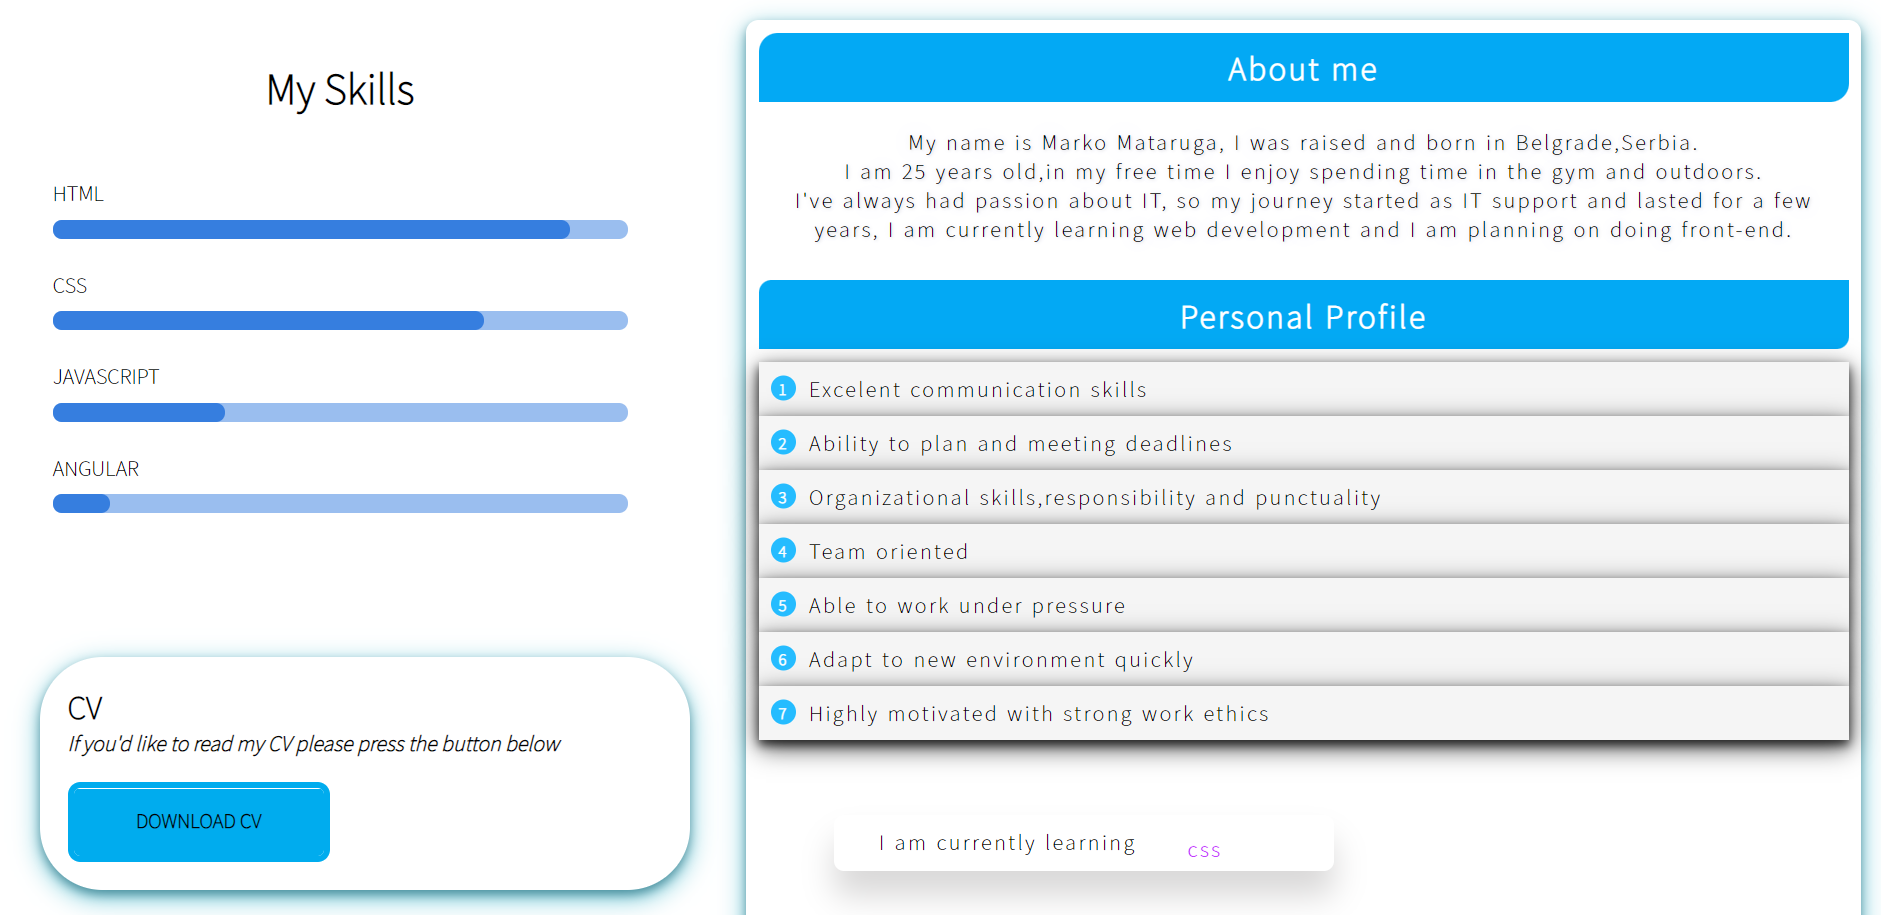 My Skills
HTML
CSS
JAVASCRIPT
ANGULAR
CV
If you'd like to read my CV please press the button below
DOWNLOAD CV
About me
My name is Marko Mataruga, I was raised and born in Belgrade,Serbia.
I am 25 years old,in my free time I enjoy spending time in the gym and outdoors.
I've always had passion about IT, so my journey started as IT support and lasted for a few
years, I am currently learning web development and I am planning on doing front-end.
Personal Profile
1 Excelent communication skills
2 Ability to plan and meeting deadlines
3 Organizational skills,responsibility and punctuality
4 Team oriented
5 Able to work under pressure
6 Adapt to new environment quickly
7 Highly motivated with strong work ethics
I am currently learning css